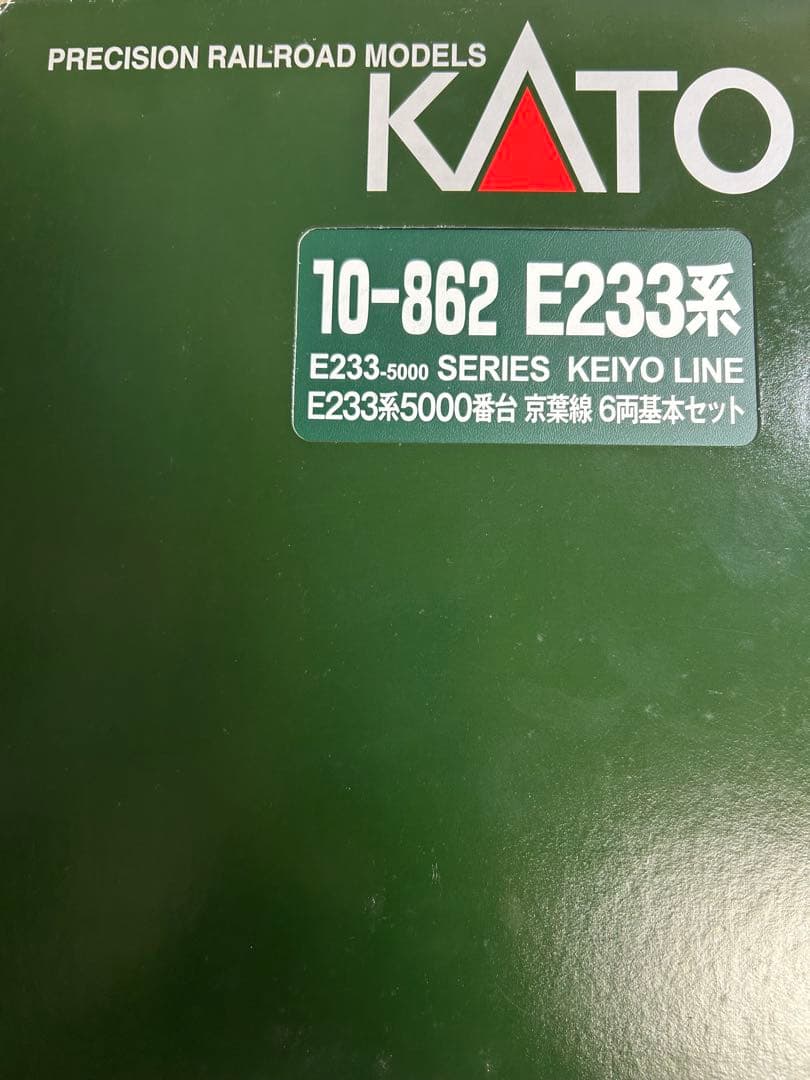 PRECISION RAILROAD MODELS
KATO
10-862 E233系
E233-5000 SERIES KEIYO LINE
E233系5000番台 京葉線 6両基本セット